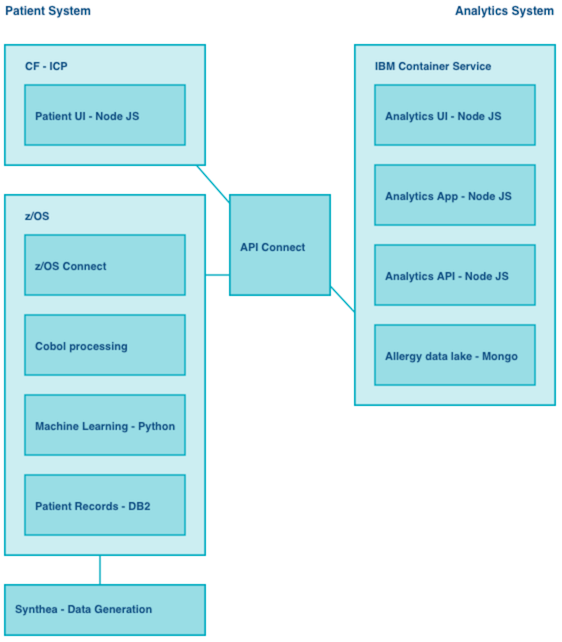 Patient System
Analytics System
CF - ICP
Patient UI - Node JS
z/OS
z/OS Connect
Cobol processing
Machine Learning - Python
Patient Records - DB2
Synthea - Data Generation
API Connect
IBM Container Service
Analytics UI - Node JS
Analytics App - Node JS
Analytics API - Node JS
Allergy data lake - Mongo